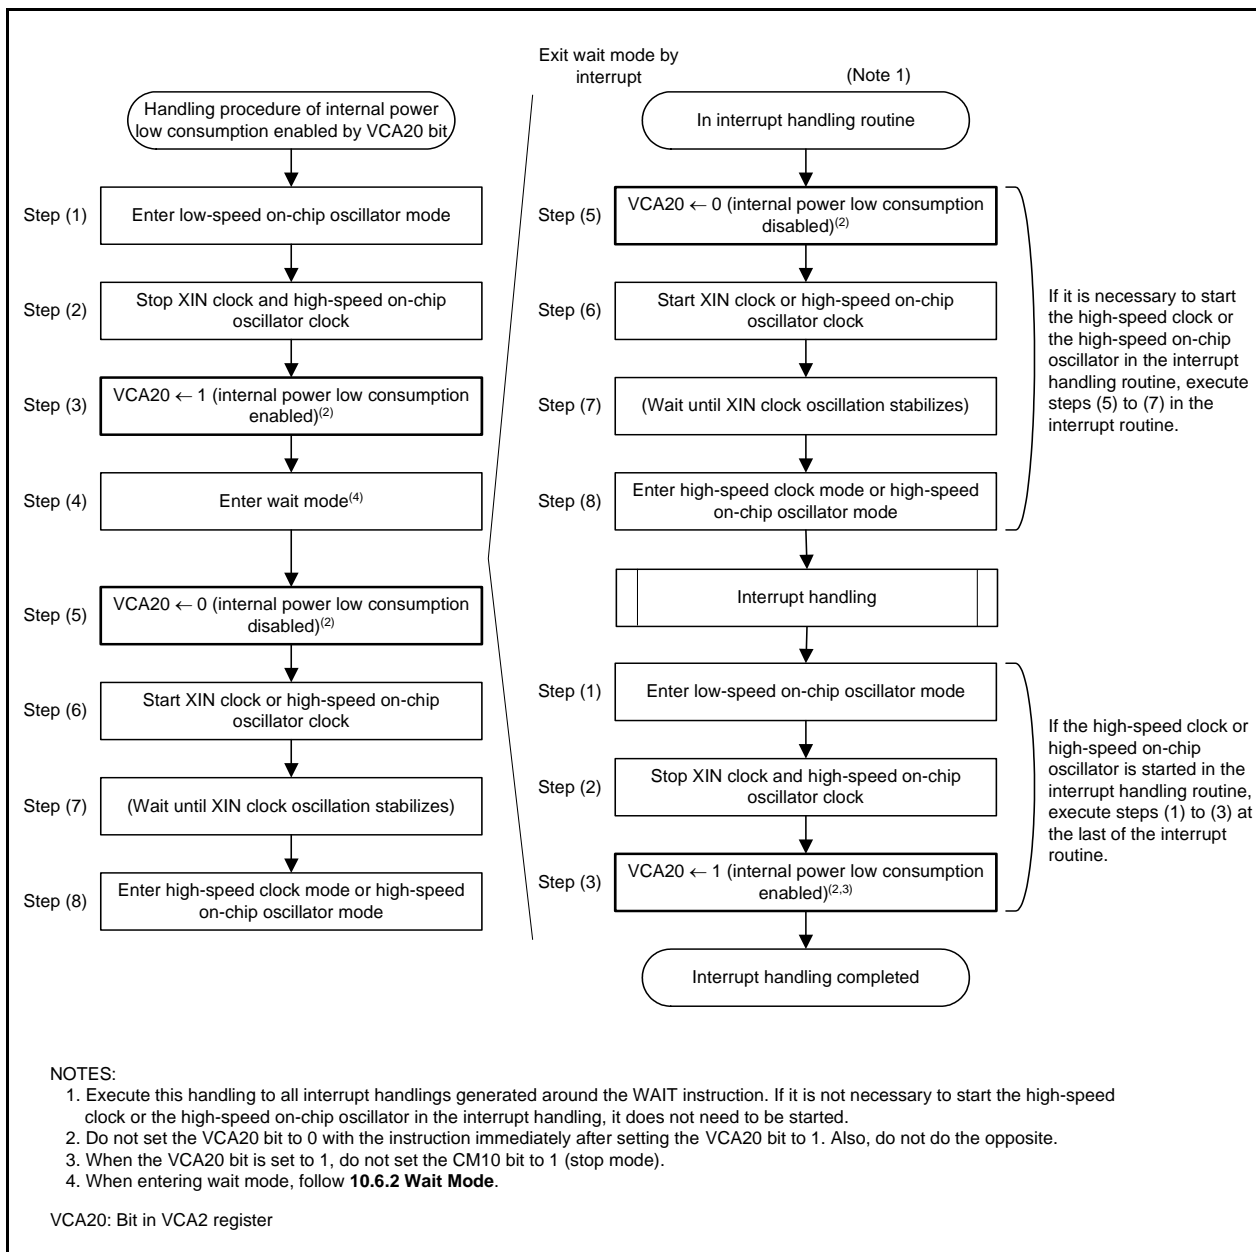 Handling procedure of internal power
low consumption enabled by VCA20 bit
Step (1)
Enter low-speed on-chip oscillator mode
Step (2)
Stop XIN clock and high-speed on-chip
oscillator clock
Step (3)
VCA20 ← 1 (internal power low consumption
enabled)(2)
Step (4)
Enter wait mode(4)
Step (5)
VCA20 ← 0 (internal power low consumption
disabled)(2)
Step (6)
Start XIN clock or high-speed on-chip
oscillator clock
Step (7)
(Wait until XIN clock oscillation stabilizes)
Step (8)
Enter high-speed clock mode or high-speed
on-chip oscillator mode
Exit wait mode by
interrupt
(Note 1)
In interrupt handling routine
Step (5)
VCA20 ← 0 (internal power low consumption
disabled)(2)
Step (6)
Start XIN clock or high-speed on-chip
oscillator clock
Step (7)
(Wait until XIN clock oscillation stabilizes)
Step (8)
Enter high-speed clock mode or high-speed
on-chip oscillator mode
If it is necessary to start
the high-speed clock or
the high-speed on-chip
oscillator in the interrupt
handling routine, execute
steps (5) to (7) in the
interrupt routine.
Interrupt handling
Step (1)
Enter low-speed on-chip oscillator mode
Step (2)
Stop XIN clock and high-speed on-chip
oscillator clock
Step (3)
VCA20 ← 1 (internal power low consumption
enabled)(2,3)
If the high-speed clock or
high-speed on-chip
oscillator is started in the
interrupt handling routine,
execute steps (1) to (3) at
the last of the interrupt
routine.
Interrupt handling completed
NOTES:
1. Execute this handling to all interrupt handlings generated around the WAIT instruction. If it is not necessary to start the high-speed
clock or the high-speed on-chip oscillator in the interrupt handling, it does not need to be started.
2. Do not set the VCA20 bit to 0 with the instruction immediately after setting the VCA20 bit to 1. Also, do not do the opposite.
3. When the VCA20 bit is set to 1, do not set the CM10 bit to 1 (stop mode).
4. When entering wait mode, follow 10.6.2 Wait Mode.
VCA20: Bit in VCA2 register